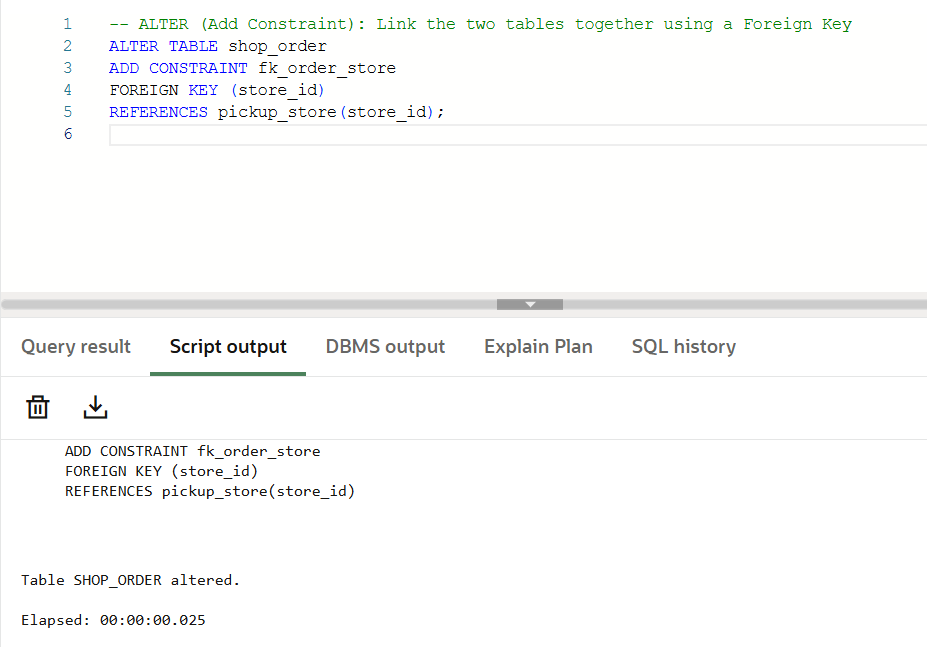 1 -- ALTER (Add Constraint): Link the two tables together using a Foreign Key
2 ALTER TABLE shop_order
3 ADD CONSTRAINT fk_order_store
4 FOREIGN KEY (store_id)
5 REFERENCES pickup_store(store_id);
6
Query result Script output DBMS output Explain Plan SQL history
ADD CONSTRAINT fk_order_store
FOREIGN KEY (store_id)
REFERENCES pickup_store(store_id)
Table SHOP_ORDER altered.
Elapsed: 00:00:00.025